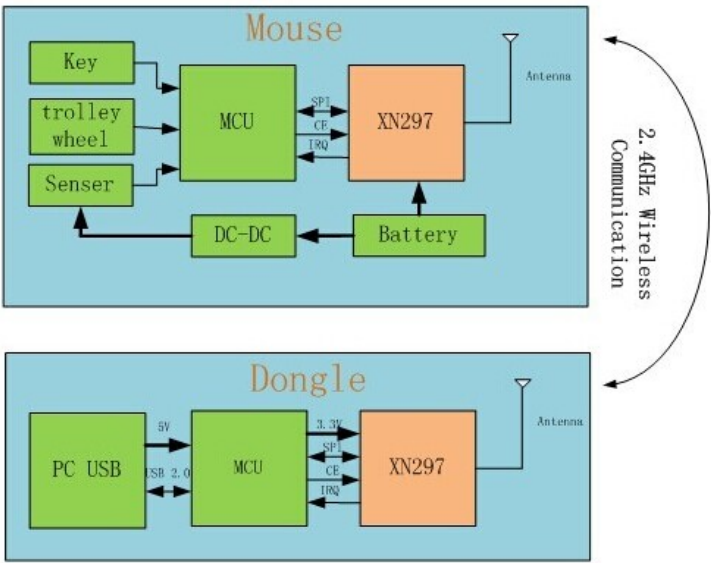 Mouse
Key
trolley
wheel
Senser
MCU
SPI
CE
IRQ
XN297
Antenna
DC-DC
Battery
2.4GHz Wireless
Communication
Dongle
PC USB
5V
USB 2.0
MCU
3.3V
SPI
CE
IRQ
XN297
Antenna